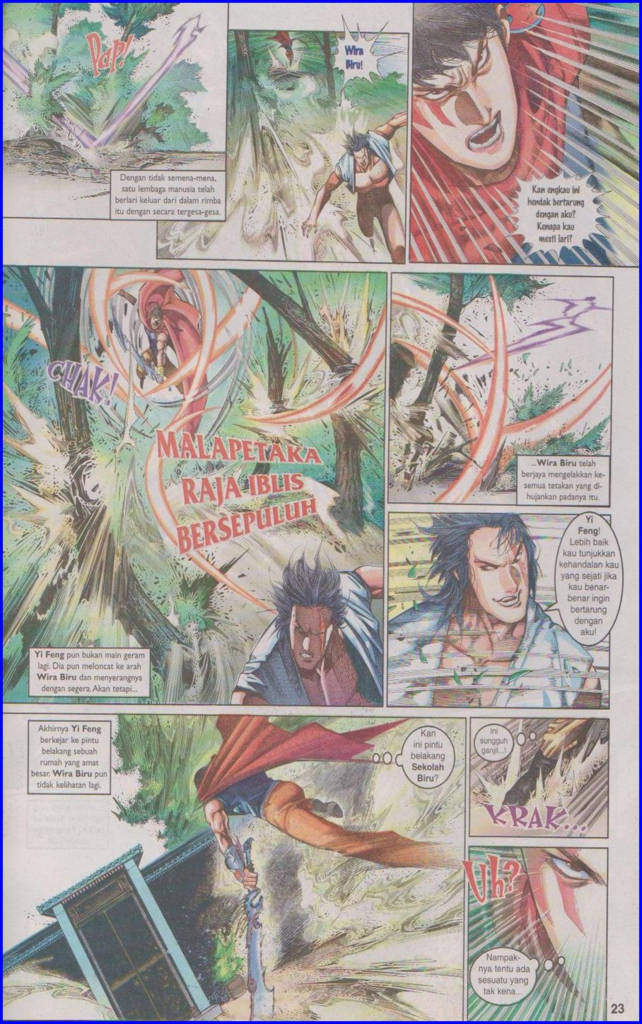 Pap!
Dengan tidak semena-mena,
satu lembaga manusia telah
berlari keluar dari dalam rimba
itu dengan secara tergesa-gesa.
Wira
Biru!
Kan engkau ini
hendak bertarung
dengan aku?
Kenapa kau
mesti lari?
CHAK!
MALAPETAKA
RAJA IBLIS
BERSEPULUH
Yi Feng pun bukan main geram
lagi. Dia pun meloncat ke arah
Wira Biru dan menyerangnya
dengan segera. Akan tetapi...
...Wira Biru telah
berjaya mengelakkan ke-
semua tetakan yang di-
hujankan padanya itu.
Yi
Feng!
Lebih baik
kau tunjukkan
kehandalan kau
yang sejati jika
kau benar-
benar ingin
bertarung
dengan
aku!
Akhirnya Yi Feng
berkejar ke pintu
belakang sebuah
rumah yang amat
besar. Wira Biru pun
tidak kelihatan lagi.
Kan
ini pintu
belakang
Sekolah
Biru?
Ini
sungguh
ganjil...!
KRAK...
Uh?
Nampak-
nya tentu ada
sesuatu yang
tak kena...
23